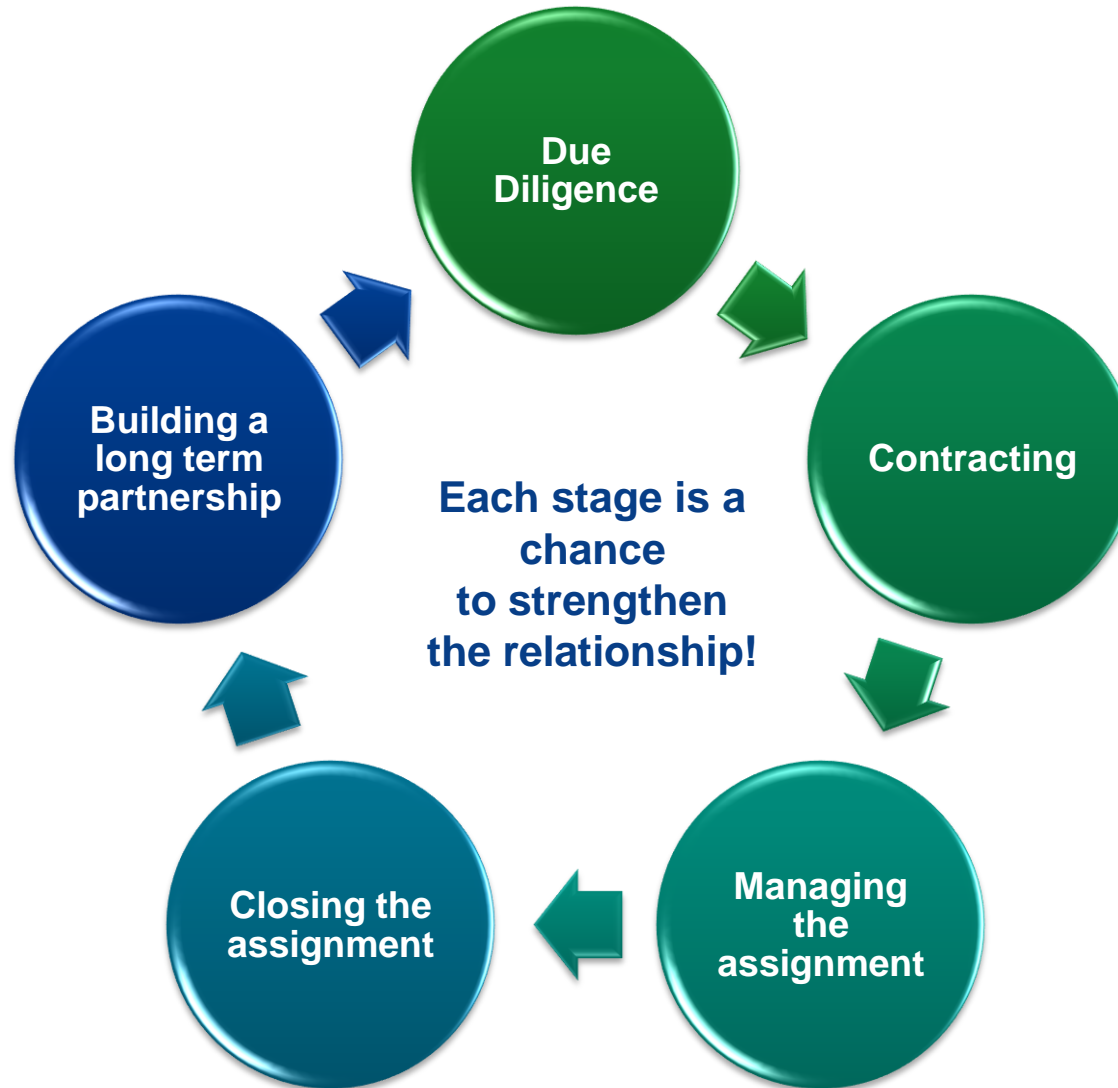 Due
Diligence
Contracting
Managing
the
assignment
Closing the
assignment
Building a
long term
partnership
Each stage is a
chance
to strengthen
the relationship!